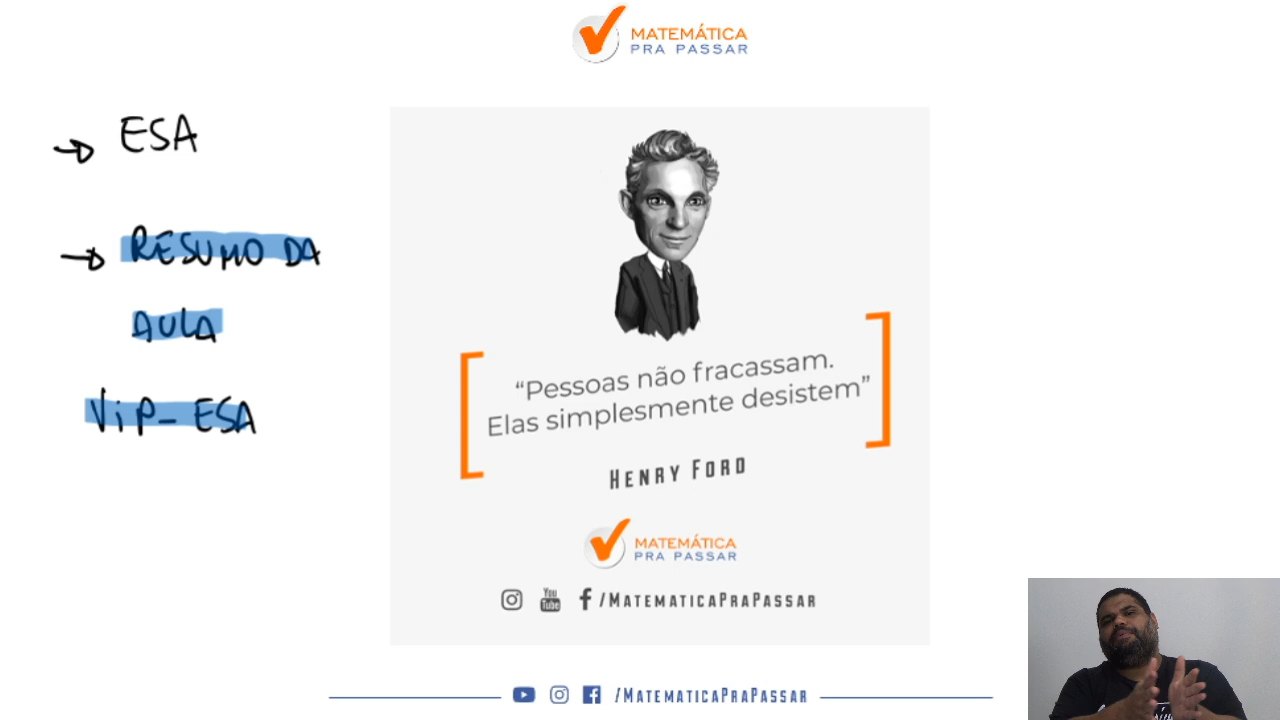 MATEMÁTICA
PRA PASSAR
ESA
RESUMO DA
AULA
ViP-ESA
“Pessoas não fracassam.
Elas simplesmente desistem”
HENRY FORD
MATEMÁTICA
PRA PASSAR
You
Tube
/MATEMATICAPRAPASSAR
/MATEMATICAPRAPASSAR